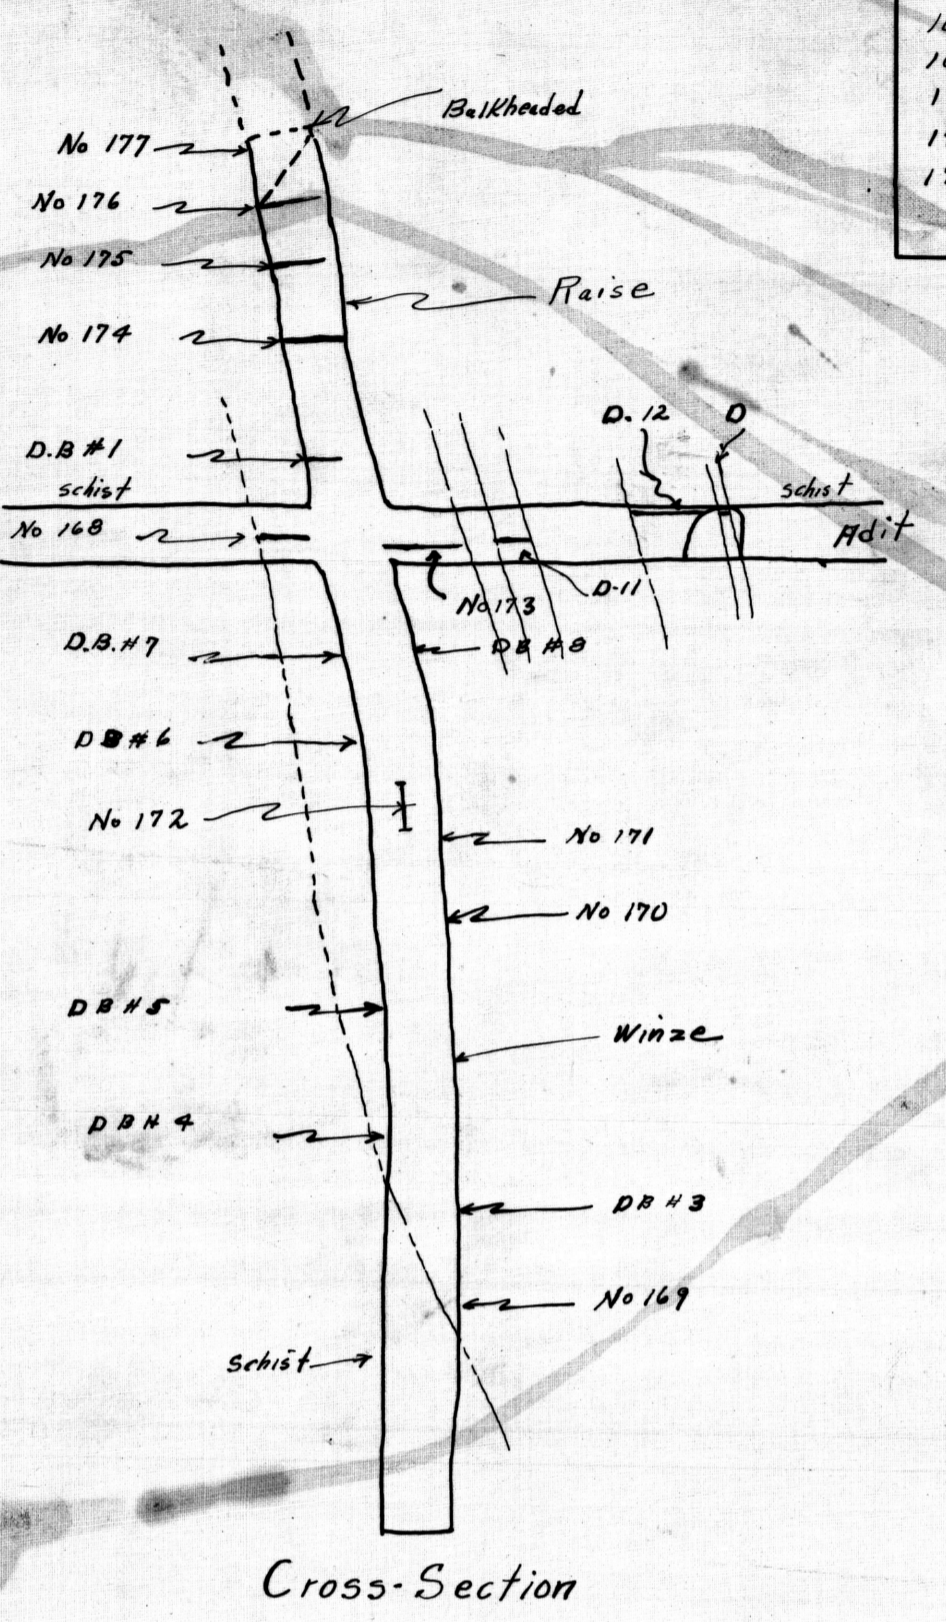 Bulkheaded
No 177
No 176
No 175
Raise
No 174
D.12 D
D.B #1
schist schist
No 168 Adit
D-11
No 173
D.B.#7 DB #8
DB #6
No 172 No 171
No 170
DB #5
Winze
DB #4
DB #3
No 169
schist
Cross-Section